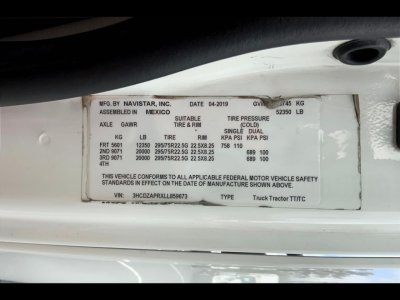 MFG. BY NAVISTAR, INC. DATE 04-2019 KG
ASSEMBLED IN MEXICO 52350 LB
SUITABLE TIRE PRESSURE
AXLE GAWR TIRE & RIM (COLD)
SINGLE DUAL
KG LB KPA PSI KPA PSI
FRT 5601 12350 295/75R22.5G 22.5X8.25 758 110
2ND 9071 20000 295/75R22.5G 22.5X8.25 689 100
3RD 9071 20000 295/75R22.5G 22.5X8.25 689 100
4TH
THIS VEHICLE CONFORMS TO ALL APPLICABLE FEDERAL MOTOR VEHICLE SAFETY
STANDARDS IN EFFECT ON THE DATE OF MANUFACTURE SHOWN ABOVE.
VEHICLE ID NO. TYPE Truck Tractor TT/TC